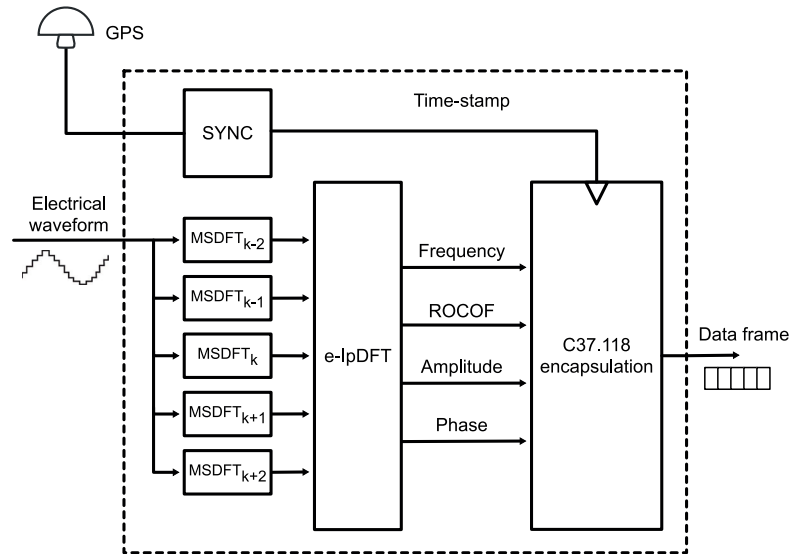 GPS
Time-stamp
SYNC
Electrical
waveform
MSDFTk-2
MSDFTk-1
MSDFTk
MSDFTk+1
MSDFTk+2
e-IpDFT
Frequency
ROCOF
Amplitude
Phase
C37.118
encapsulation
Data frame